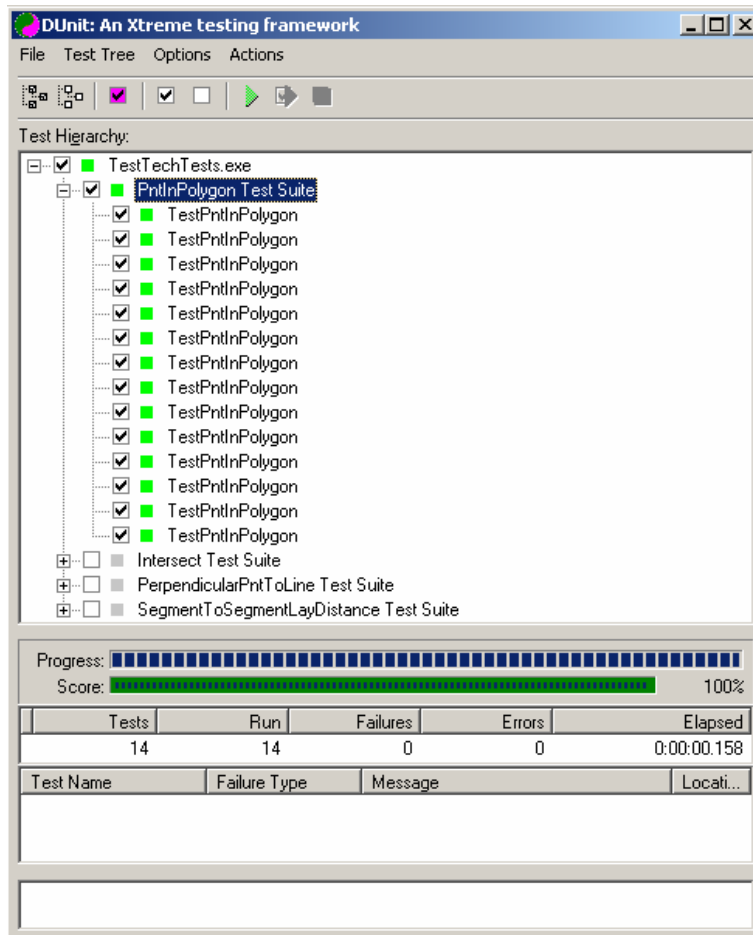 DUnit: An Xtreme testing framework
File Test Tree Options Actions
Test Hierarchy:
TestTechTests.exe
PntInPolygon Test Suite
TestPntInPolygon
TestPntInPolygon
TestPntInPolygon
TestPntInPolygon
TestPntInPolygon
TestPntInPolygon
TestPntInPolygon
TestPntInPolygon
TestPntInPolygon
TestPntInPolygon
TestPntInPolygon
TestPntInPolygon
TestPntInPolygon
TestPntInPolygon
Intersect Test Suite
PerpendicularPntToLine Test Suite
SegmentToSegmentLayDistance Test Suite
Progress:
Score: 100%
Tests Run Failures Errors Elapsed
14 14 0 0 0:00:00.158
Test Name Failure Type Message Locati...